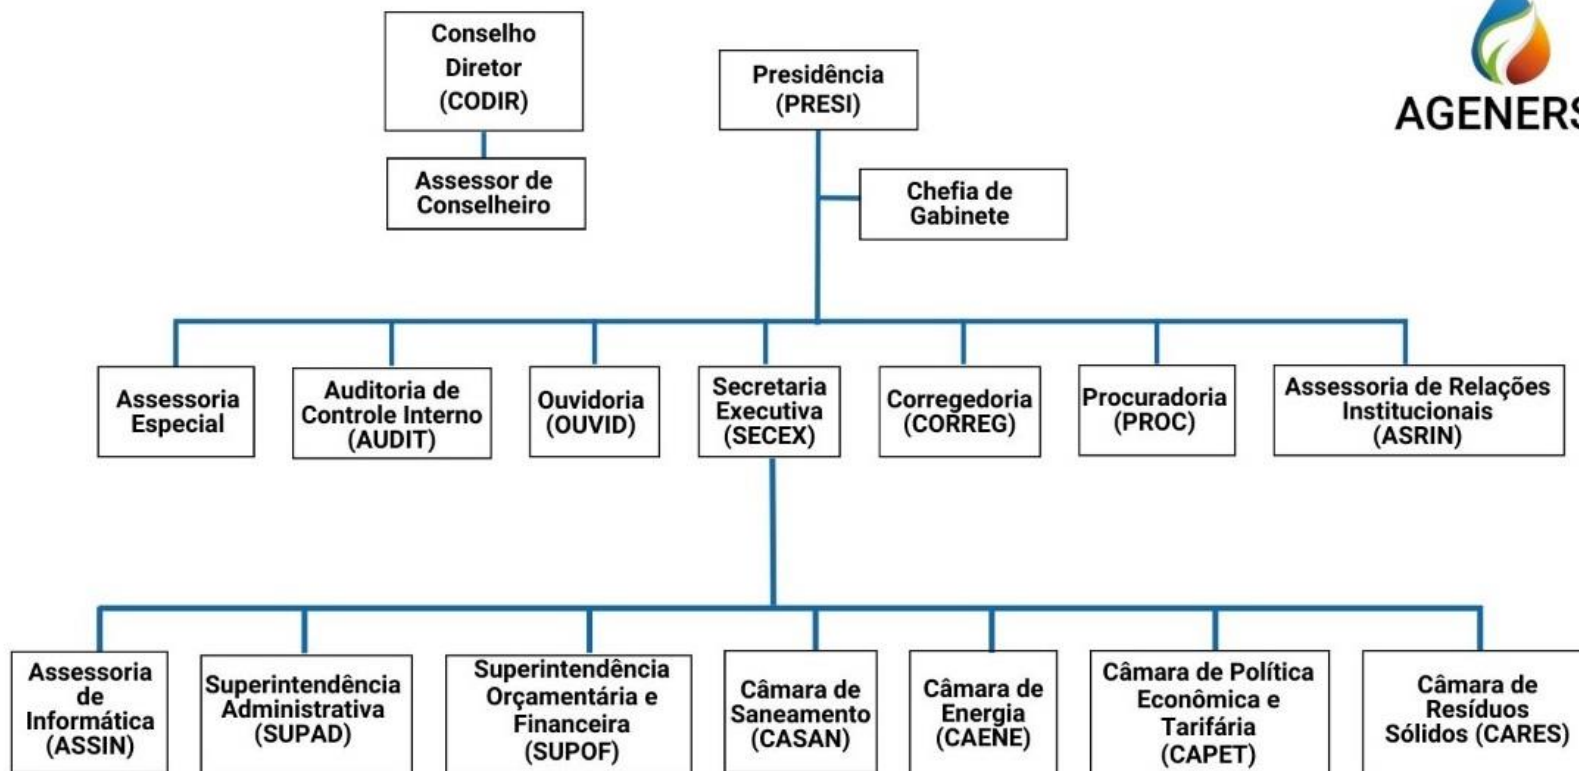 Conselho
Diretor
(CODIR)
Presidência
(PRESI)
AGENERS
Assessor de
Conselheiro
Chefia de
Gabinete
Assessoria
Especial
Auditoria de
Controle Interno
(AUDIT)
Ouvidoria
(OUVID)
Secretaria
Executiva
(SECEX)
Corregedoria
(CORREG)
Procuradoria
(PROC)
Assessoria de Relações
Institucionais
(ASRIN)
Assessoria
de
Informática
(ASSIN)
Superintendência
Administrativa
(SUPAD)
Superintendência
Orçamentária e
Financeira
(SUPOF)
Câmara de
Saneamento
(CASAN)
Câmara de
Energia
(CAENE)
Câmara de Política
Econômica e
Tarifária
(CAPET)
Câmara de
Resíduos
Sólidos (CARES)